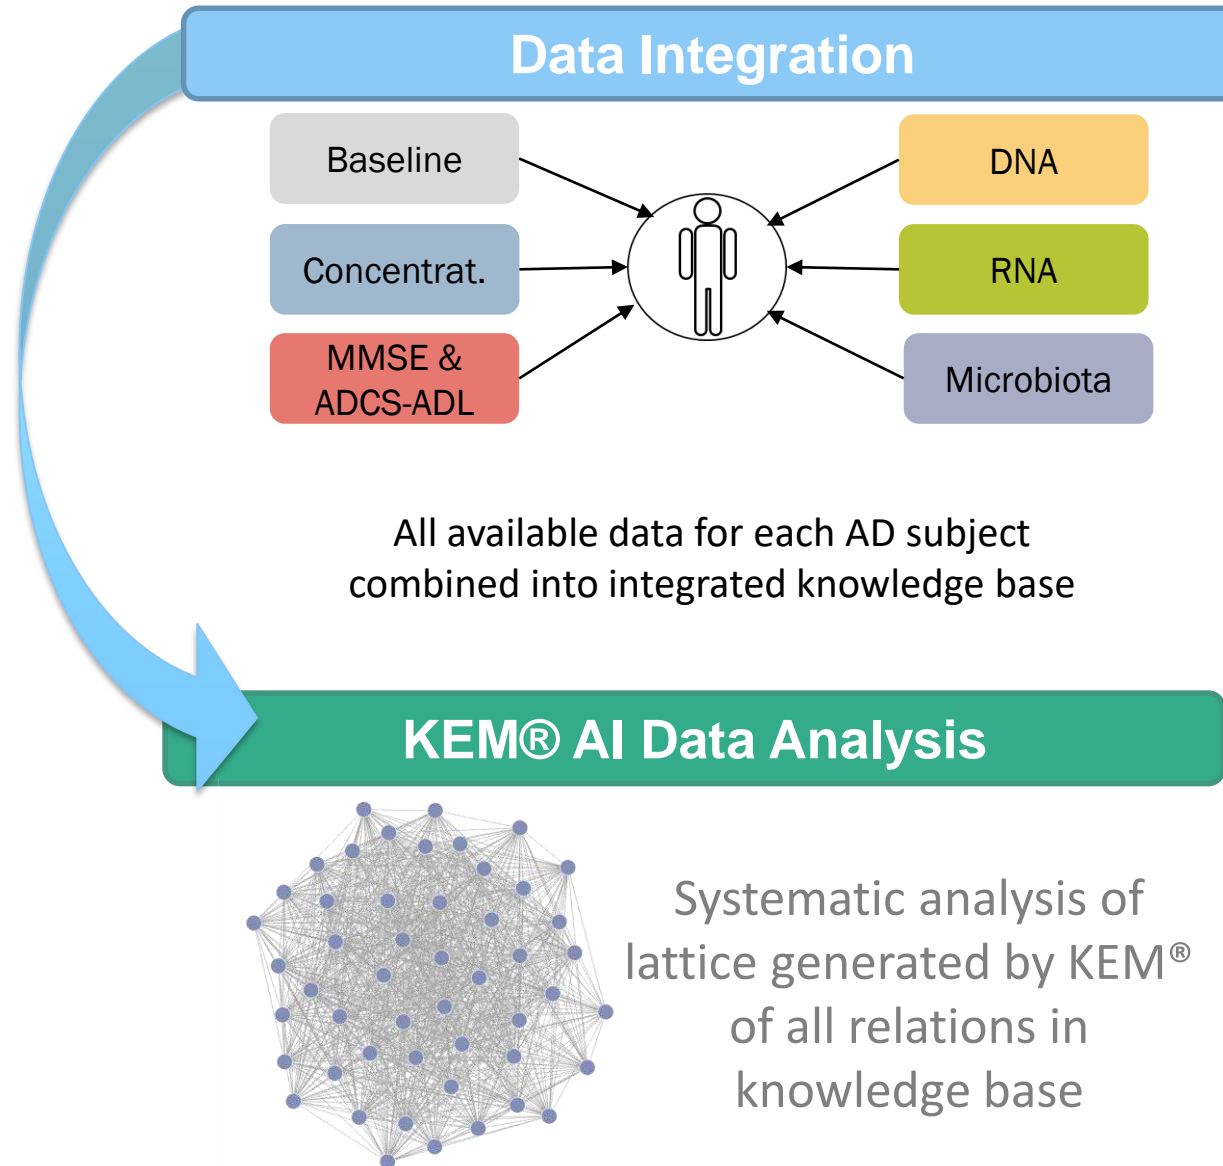 Data Integration
Baseline
DNA
Concentrat.
RNA
MMSE &
ADCS-ADL
Microbiota
All available data for each AD subject
combined into integrated knowledge base
KEM® AI Data Analysis
Systematic analysis of
lattice generated by KEM®
of all relations in
knowledge base